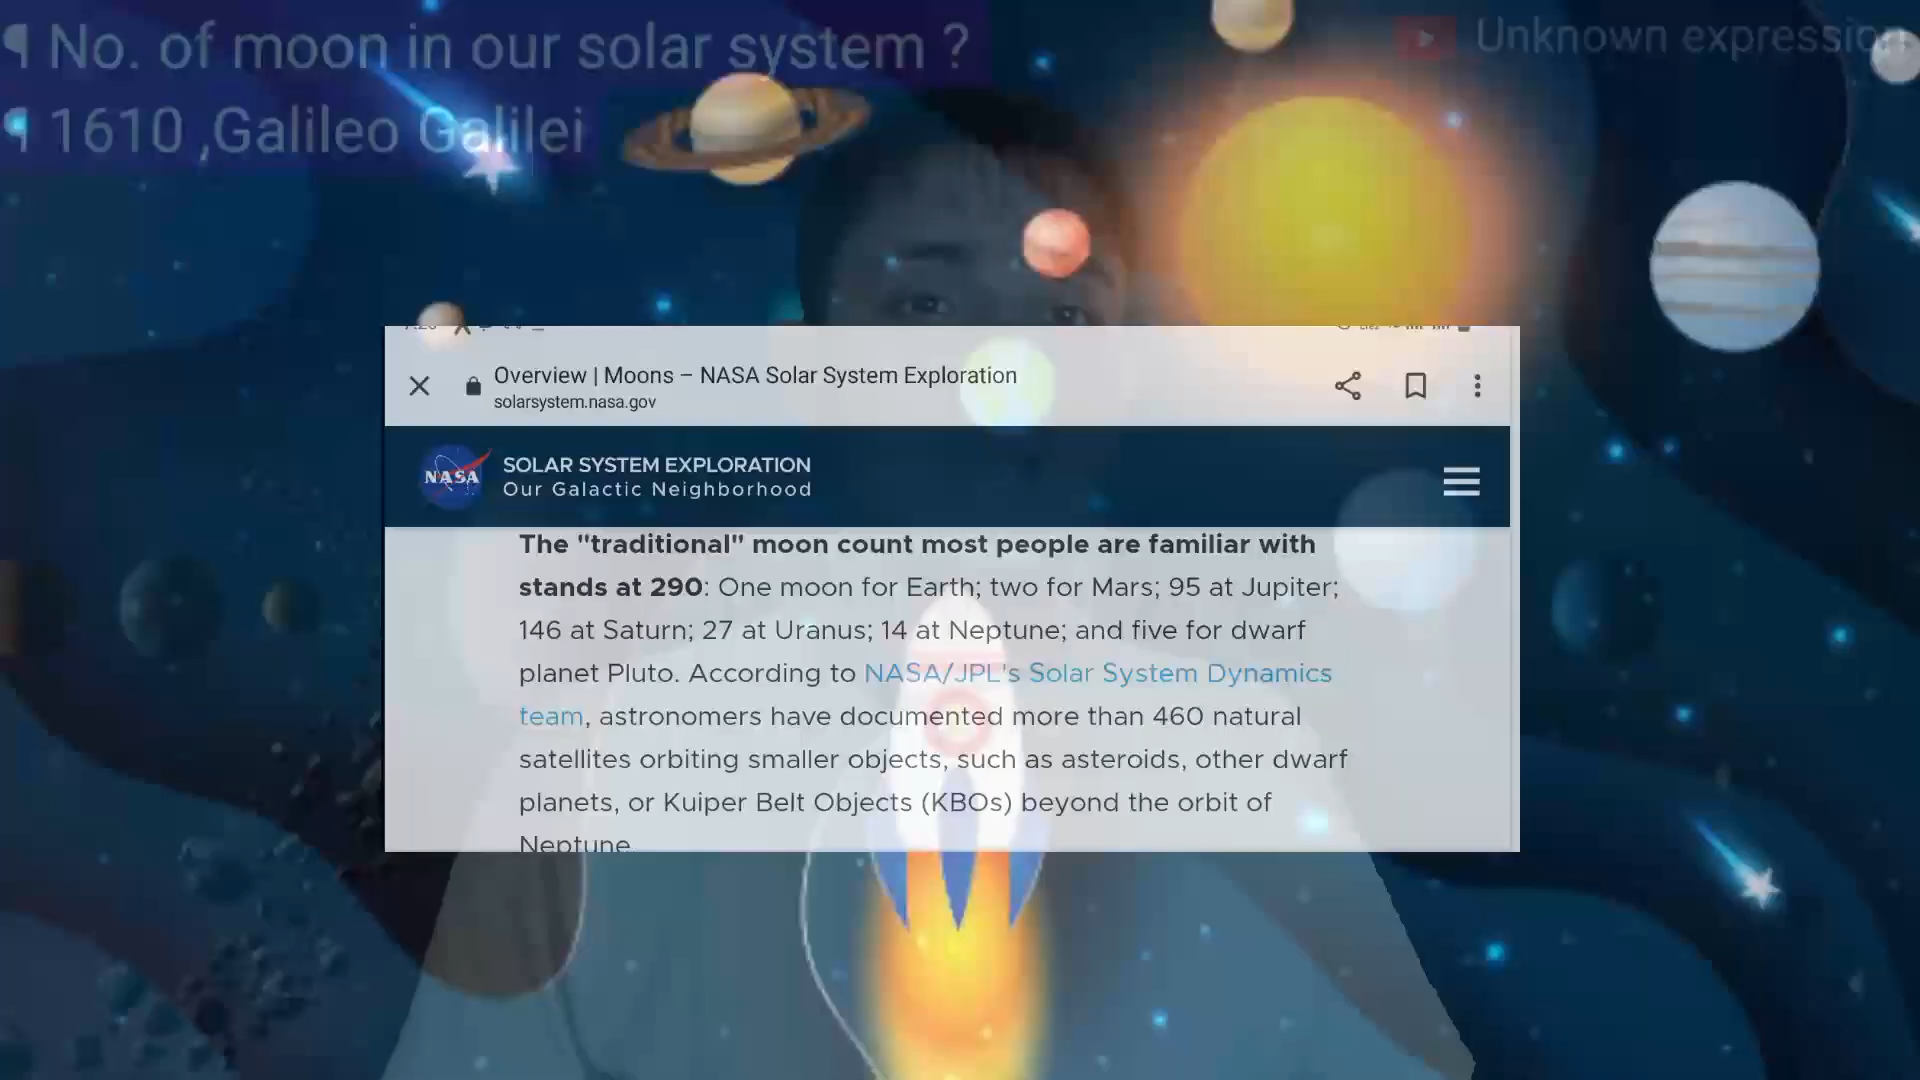 ¶ No. of moon in our solar system ?
Unknown expression
¶ 1610 ,Galileo Galilei
Overview | Moons – NASA Solar System Exploration
solarsystem.nasa.gov
NASA
SOLAR SYSTEM EXPLORATION
Our Galactic Neighborhood
The "traditional" moon count most people are familiar with
stands at 290: One moon for Earth; two for Mars; 95 at Jupiter;
146 at Saturn; 27 at Uranus; 14 at Neptune; and five for dwarf
planet Pluto. According to NASA/JPL's Solar System Dynamics
team, astronomers have documented more than 460 natural
satellites orbiting smaller objects, such as asteroids, other dwarf
planets, or Kuiper Belt Objects (KBOs) beyond the orbit of
Neptune.